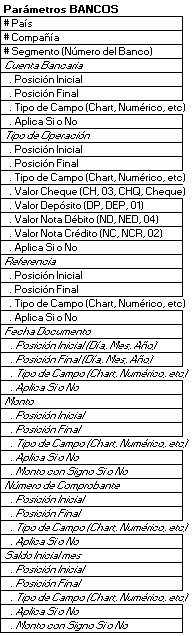 Parámetros BANCOS
# País
# Compañía
# Segmento (Número del Banco)
Cuenta Bancaria
. Posición Inicial
. Posición Final
. Tipo de Campo (Chart, Numérico, etc)
. Aplica Si o No
Tipo de Operación
. Posición Inicial
. Posición Final
. Tipo de Campo (Chart, Numérico, etc)
. Valor Cheque (CH, 03, CHQ, Cheque)
. Valor Depósito (DP, DEP, 01)
. Valor Nota Débito (ND, NED, 04)
. Valor Nota Crédito (NC, NCR, 02)
. Aplica Si o No
Referencia
. Posición Inicial
. Posición Final
. Tipo de Campo (Chart, Numérico, etc)
. Aplica Si o No
Fecha Documento
. Posición Inicial (Día, Mes, Año)
. Posición Final (Día, Mes, Año)
. Tipo de Campo (Chart, Numérico, etc)
. Aplica Si o No
Monto
. Posición Inicial
. Posición Final
. Tipo de Campo (Chart, Numérico, etc)
. Aplica Si o No
. Monto con Signo Si o No
Número de Comprobante
. Posición Inicial
. Posición Final
. Tipo de Campo (Chart, Numérico, etc)
. Aplica Si o No
Saldo Inicial mes
. Posición Inicial
. Posición Final
. Tipo de Campo (Chart, Numérico, etc)
. Aplica Si o No
. Monto con Signo Si o No